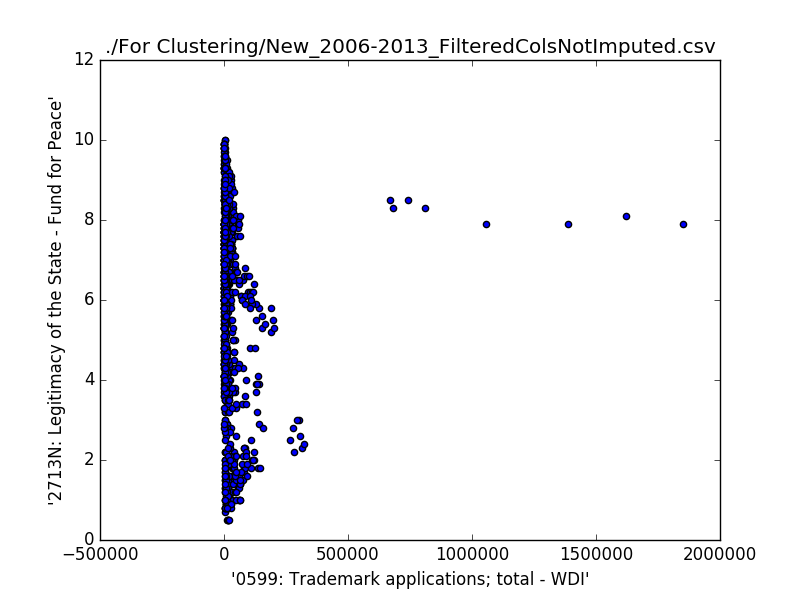 ./For Clustering/New_2006-2013_FilteredColsNotImputed.csv
12
10
8
6
4
2
0
'2713N: Legitimacy of the State - Fund for Peace'
−500000 0 500000 1000000 1500000 2000000
'0599: Trademark applications; total - WDI'